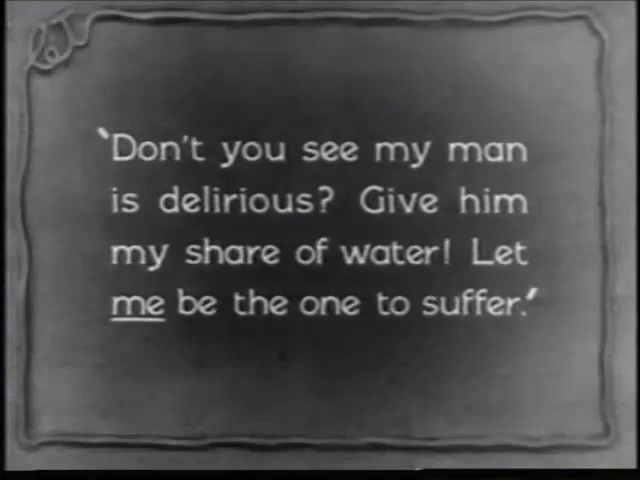 'Don't you see my man
is delirious? Give him
my share of water! Let
me be the one to suffer.'